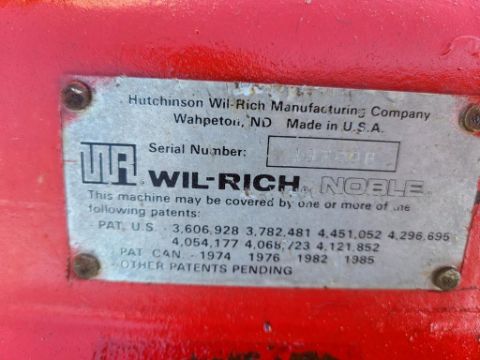 Hutchinson Wil-Rich Manufacturing Company
Wahpeton, ND Made in U.S.A.
Serial Number:
WR WIL-RICH NOBLE
This machine may be covered by one or more of the
following patents:
PAT. U.S. - 3,606,928 3,782,481 4,451,052 4,296,695
4,054,177 4,068,723 4,121,852
PAT CAN. - 1974 1976 1982 1985
OTHER PATENTS PENDING